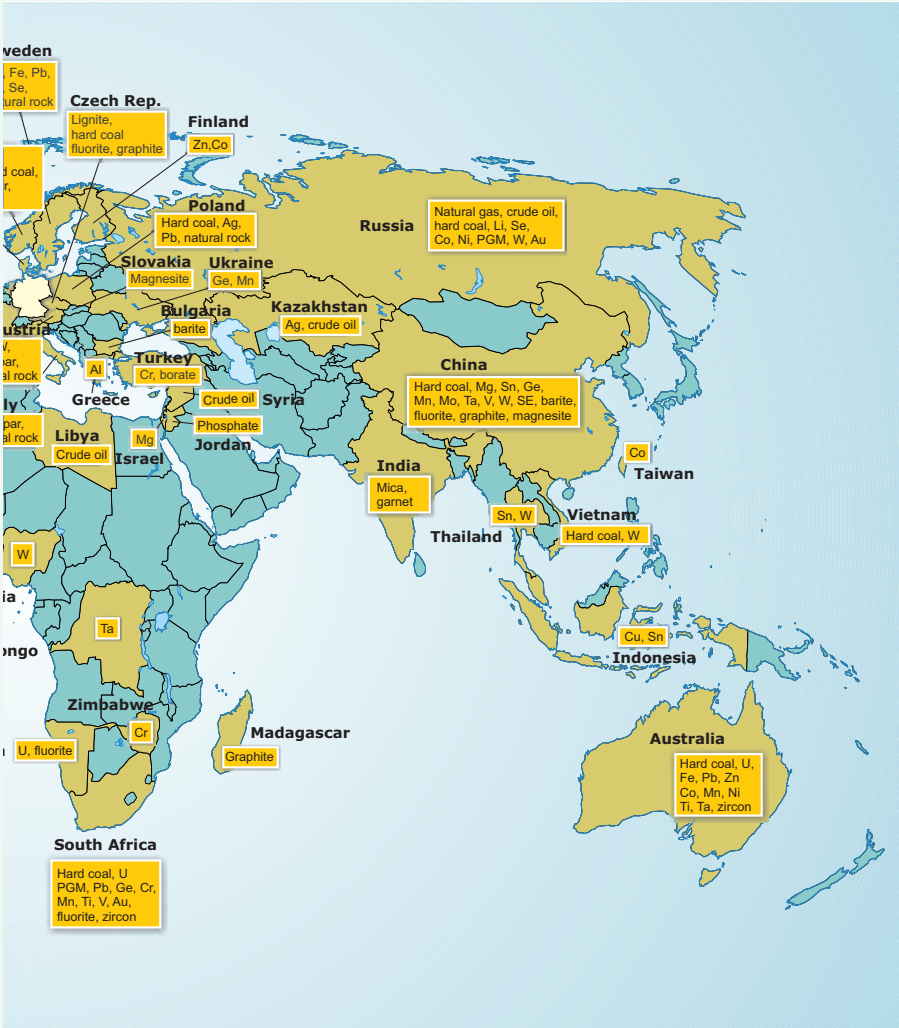 weden
, Fe, Pb,
, Se,
tural rock
Czech Rep.
Lignite,
hard coal
fluorite, graphite
Finland
Zn,Co
d coal,
r,
Poland
Hard coal, Ag,
Pb, natural rock
Russia
Natural gas, crude oil,
hard coal, Li, Se,
Co, Ni, PGM, W, Au
Slovakia
Magnesite
Ukraine
Ge, Mn
Bulgaria
barite
Kazakhstan
Ag, crude oil
ustria
V,
par,
al rock
Al
Greece
Turkey
Cr, borate
China
Hard coal, Mg, Sn, Ge,
Mn, Mo, Ta, V, W, SE, barite,
fluorite, graphite, magnesite
Crude oil
Syria
ly
par,
al rock
Phosphate
Jordan
Libya
Crude oil
Mg
Israel
India
Mica,
garnet
Co
Taiwan
Sn, W
Thailand
Vietnam
Hard coal, W
W
ia
Ta
ongo
Cu, Sn
Indonesia
Zimbabwe
Cr
U, fluorite
Madagascar
Graphite
Australia
Hard coal, U,
Fe, Pb, Zn
Co, Mn, Ni
Ti, Ta, zircon
South Africa
Hard coal, U
PGM, Pb, Ge, Cr,
Mn, Ti, V, Au,
fluorite, zircon